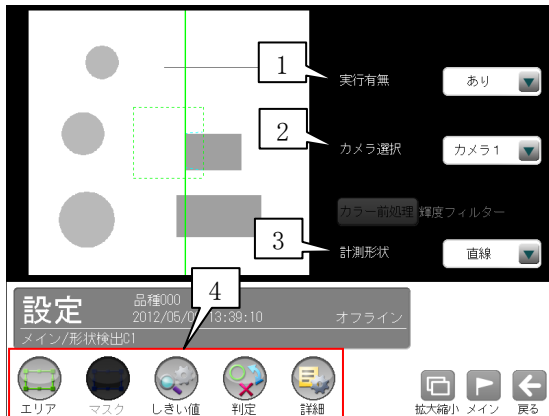 1
実行有無
あり
2
カメラ選択
カメラ1
カラー前処理 輝度フィルター
3
計測形状
直線
4
設定
品種000
13:39:10
オフライン
メイン/形状検出C1
エリア
マスク
しきい値
判定
詳細
拡大縮小
メイン
戻る